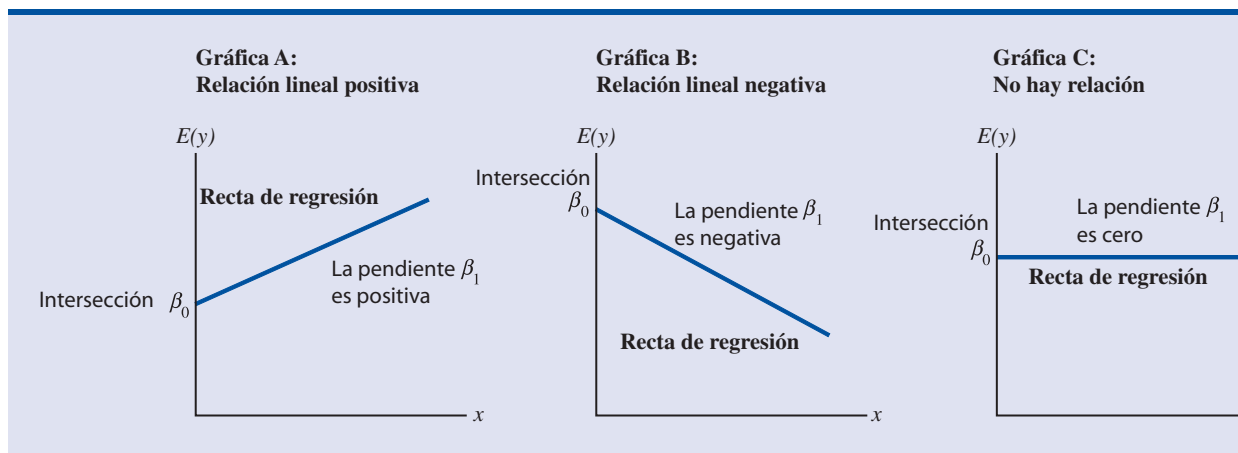 Gráfica A:
Relación lineal positiva
E(y)
Recta de regresión
La pendiente β₁
es positiva
Intersección β₀
x
Gráfica B:
Relación lineal negativa
E(y)
Intersección
β₀
La pendiente β₁
es negativa
Recta de regresión
x
Gráfica C:
No hay relación
E(y)
La pendiente β₁
es cero
Intersección
β₀
Recta de regresión